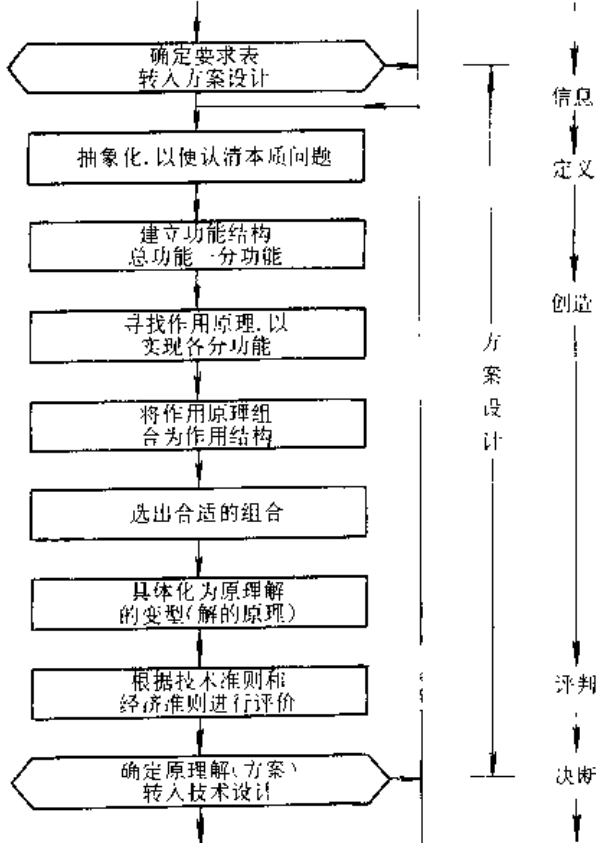 确定要求表
转入方案设计
信息
抽象化.以便认清本质问题
定义
建立功能结构
总功能一分功能
创造
寻找作用原理.以
实现各分功能
方案设计
将作用原理组
合为作用结构
选出合适的组合
具体化为原理解
的变型(解的原理)
根据技术准则和
经济准则进行评价
评判
确定原理解(方案)
转入技术设计
决断